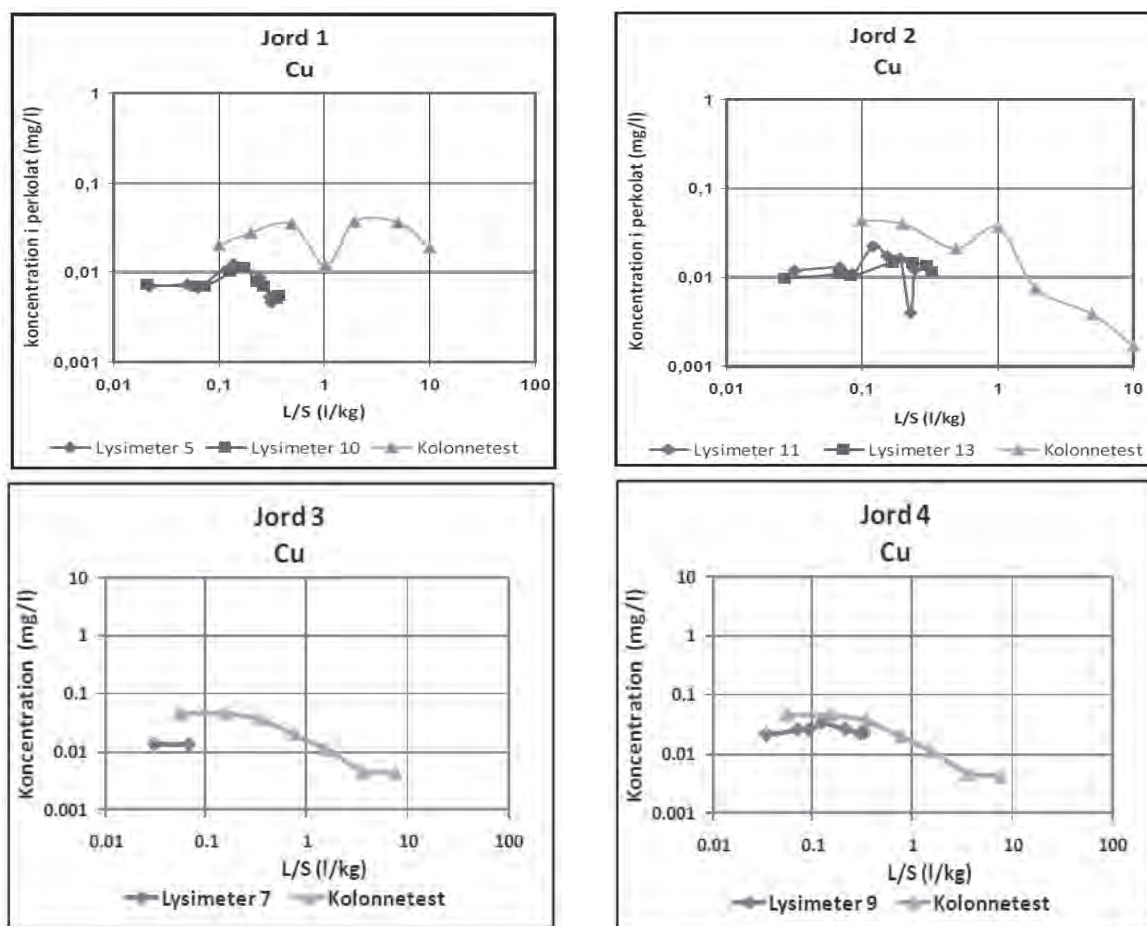 Jord 1
Cu
koncentration i perkolat (mg/l)
1
0,1
0,01
0,001
0,01 0,1 1 10 100
L/S (l/kg)
Lysimeter 5 Lysimeter 10 Kolonnetest
Jord 2
Cu
Koncentration i perkolat (mg/l)
1
0,1
0,01
0,001
0,01 0,1 1 10
L/S (l/kg)
Lysimeter 11 Lysimeter 13 Kolonnetest
Jord 3
Cu
Koncentration (mg/l)
10
1
0.1
0.01
0.001
0.01 0.1 1 10 100
L/S (l/kg)
Lysimeter 7 Kolonnetest
Jord 4
Cu
Koncentration (mg/l)
10
1
0.1
0.01
0.001
0.01 0.1 1 10 100
L/S (l/kg)
Lysimeter 9 Kolonnetest